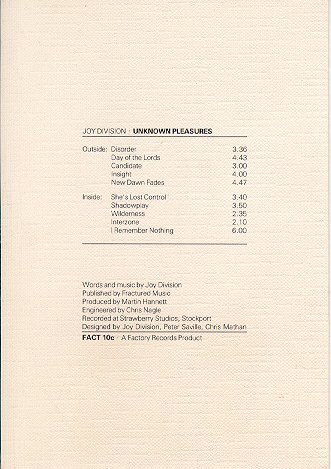 JOY DIVISION · UNKNOWN PLEASURES
Outside: Disorder 3.36
Day of the Lords 4.43
Candidate 3.00
Insight 4.00
New Dawn Fades 4.47
Inside: She's Lost Control 3.40
Shadowplay 3.50
Wilderness 2.35
Interzone 2.10
I Remember Nothing 6.00
Words and music by Joy Division
Published by Fractured Music
Produced by Martin Hannett
Engineered by Chris Nagle
Recorded at Strawberry Studios, Stockport
Designed by Joy Division, Peter Saville, Chris Mathan
FACT 10c · A Factory Records Product